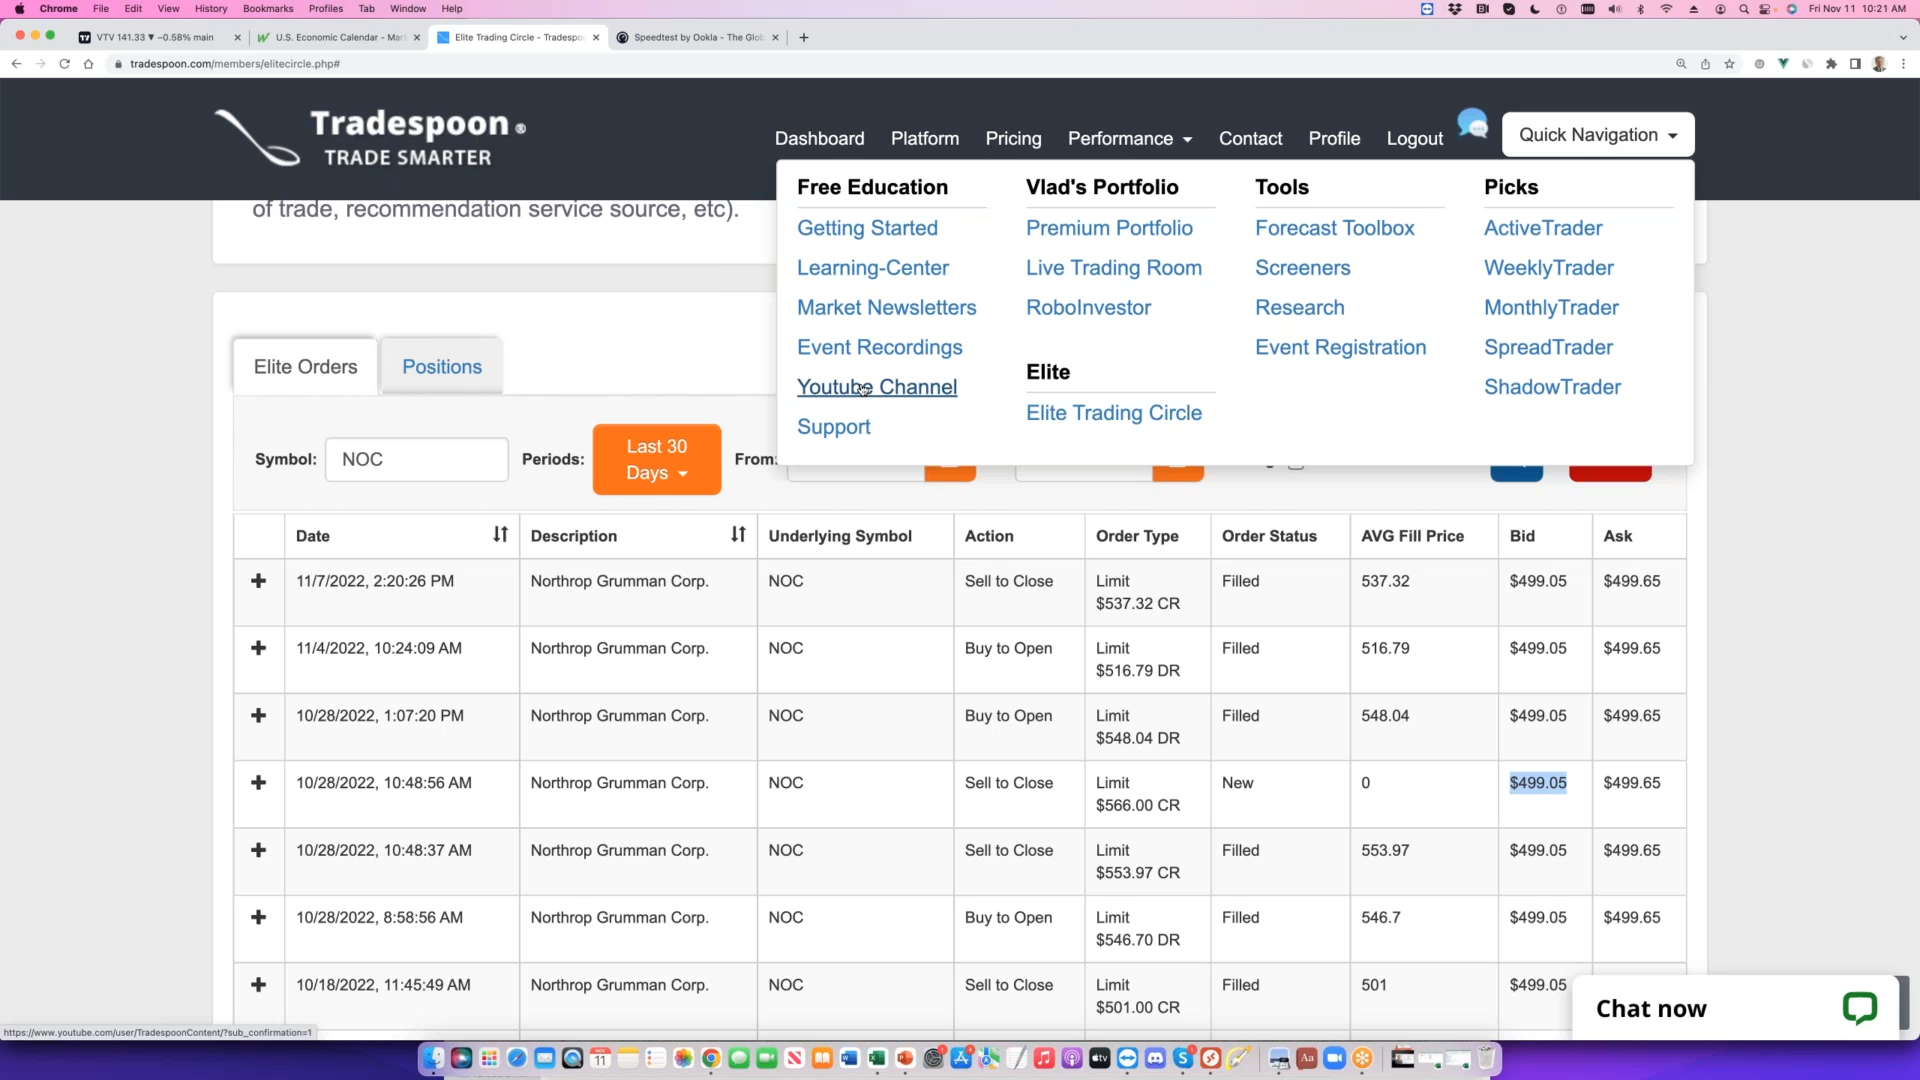 Chrome File Edit View History Bookmarks Profiles Tab Window Help Fri Nov 11 10:21 AM
VTV 141.33 ▼ −0.58% main U.S. Economic Calendar - Mar Elite Trading Circle - Tradespoo Speedtest by Ookla - The Glo
tradespoon.com/members/elitecircle.php#
Tradespoon®
TRADE SMARTER
Dashboard Platform Pricing Performance Contact Profile Logout Quick Navigation
of trade, recommendation service source, etc).
Free Education Vlad's Portfolio Tools Picks
Getting Started Premium Portfolio Forecast Toolbox ActiveTrader
Learning-Center Live Trading Room Screeners WeeklyTrader
Market Newsletters RoboInvestor Research MonthlyTrader
Event Recordings Event Registration SpreadTrader
Elite
Youtube Channel ShadowTrader
Elite Trading Circle
Support
Elite Orders Positions
Symbol: NOC Periods: Last 30 Days From:
Date Description Underlying Symbol Action Order Type Order Status AVG Fill Price Bid Ask
11/7/2022, 2:20:26 PM Northrop Grumman Corp. NOC Sell to Close Limit Filled 537.32 $499.05 $499.65
$537.32 CR
11/4/2022, 10:24:09 AM Northrop Grumman Corp. NOC Buy to Open Limit Filled 516.79 $499.05 $499.65
$516.79 DR
10/28/2022, 1:07:20 PM Northrop Grumman Corp. NOC Buy to Open Limit Filled 548.04 $499.05 $499.65
$548.04 DR
10/28/2022, 10:48:56 AM Northrop Grumman Corp. NOC Sell to Close Limit New 0 $499.05 $499.65
$566.00 CR
10/28/2022, 10:48:37 AM Northrop Grumman Corp. NOC Sell to Close Limit Filled 553.97 $499.05 $499.65
$553.97 CR
10/28/2022, 8:58:56 AM Northrop Grumman Corp. NOC Buy to Open Limit Filled 546.7 $499.05 $499.65
$546.70 DR
10/18/2022, 11:45:49 AM Northrop Grumman Corp. NOC Sell to Close Limit Filled 501 $499.05
$501.00 CR
Chat now
https://www.youtube.com/user/TradespoonContent/?sub_confirmation=1